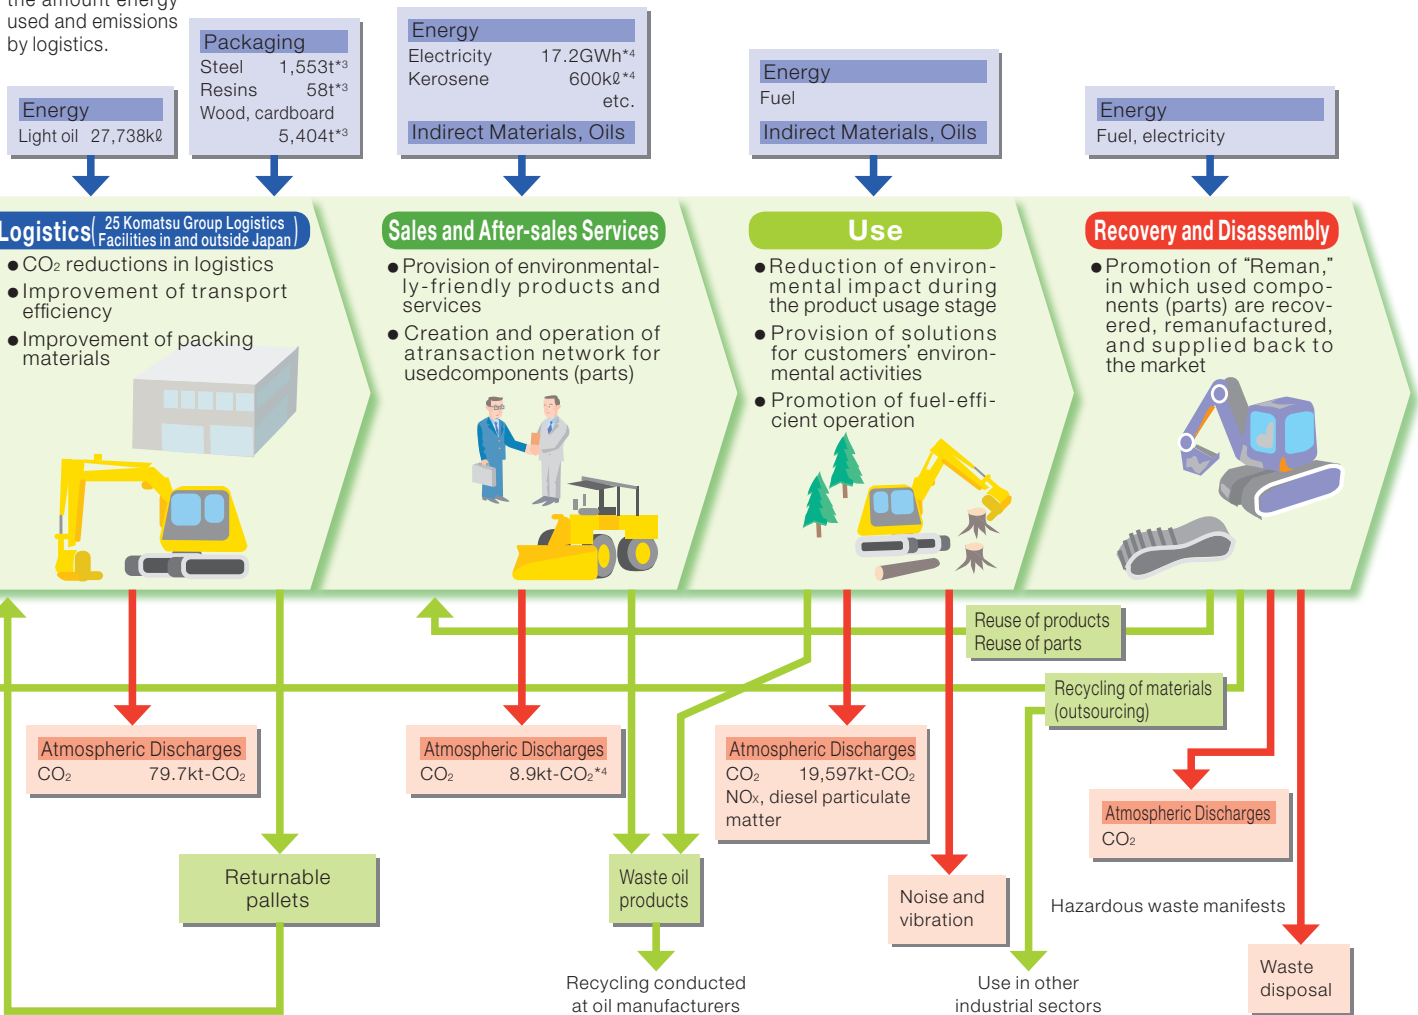 the amount energy
used and emissions
by logistics.
Energy
Light oil 27,738kℓ
Packaging
Steel 1,553t*3
Resins 58t*3
Wood, cardboard
5,404t*3
Energy
Electricity 17.2GWh*4
Kerosene 600kℓ*4
etc.
Indirect Materials, Oils
Energy
Fuel
Indirect Materials, Oils
Energy
Fuel, electricity
Logistics(25 Komatsu Group Logistics
Facilities in and outside Japan)
● CO2 reductions in logistics
● Improvement of transport
efficiency
● Improvement of packing
materials
Sales and After-sales Services
● Provision of environmental-
ly-friendly products and
services
● Creation and operation of
atransaction network for
usedcomponents (parts)
Use
● Reduction of environ-
mental impact during
the product usage stage
● Provision of solutions
for customers' environ-
mental activities
● Promotion of fuel-effi-
cient operation
Recovery and Disassembly
● Promotion of "Reman,"
in which used compo-
nents (parts) are recov-
ered, remanufactured,
and supplied back to
the market
Reuse of products
Reuse of parts
Recycling of materials
(outsourcing)
Atmospheric Discharges
CO2 79.7kt-CO2
Atmospheric Discharges
CO2 8.9kt-CO2*4
Atmospheric Discharges
CO2 19,597kt-CO2
NOx, diesel particulate
matter
Atmospheric Discharges
CO2
Returnable
pallets
Waste oil
products
Noise and
vibration
Hazardous waste manifests
Waste
disposal
Recycling conducted
at oil manufacturers
Use in other
industrial sectors